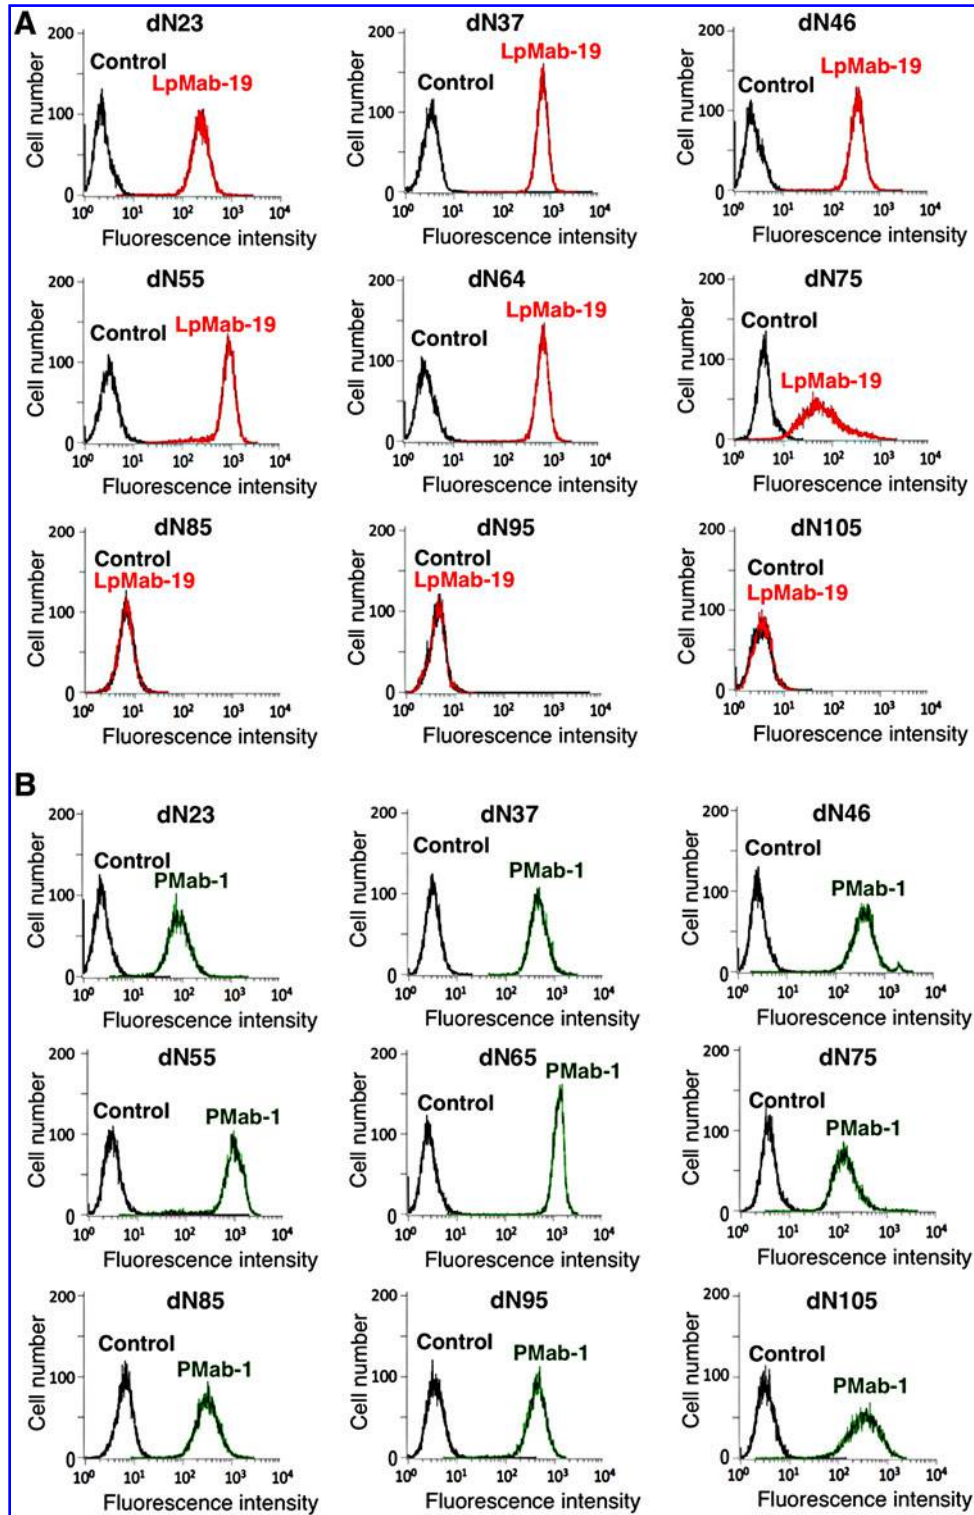 A
dN23
dN37
dN46
200
100
0
Cell number
Control
LpMab-19
10⁰ 10¹ 10² 10³ 10⁴
Fluorescence intensity
200
100
0
Cell number
Control
LpMab-19
10⁰ 10¹ 10² 10³ 10⁴
Fluorescence intensity
200
100
0
Cell number
Control
LpMab-19
10⁰ 10¹ 10² 10³ 10⁴
Fluorescence intensity
dN55
dN64
dN75
200
100
0
Cell number
Control
LpMab-19
10⁰ 10¹ 10² 10³ 10⁴
Fluorescence intensity
200
100
0
Cell number
Control
LpMab-19
10⁰ 10¹ 10² 10³ 10⁴
Fluorescence intensity
200
100
0
Cell number
Control
LpMab-19
10⁰ 10¹ 10² 10³ 10⁴
Fluorescence intensity
dN85
dN95
dN105
200
100
0
Cell number
Control
LpMab-19
10⁰ 10¹ 10² 10³ 10⁴
Fluorescence intensity
200
100
0
Cell number
Control
LpMab-19
10⁰ 10¹ 10² 10³ 10⁴
Fluorescence intensity
200
100
0
Cell number
Control
LpMab-19
10⁰ 10¹ 10² 10³ 10⁴
Fluorescence intensity
B
dN23
dN37
dN46
200
100
0
Cell number
Control
PMab-1
10⁰ 10¹ 10² 10³ 10⁴
Fluorescence intensity
200
100
0
Cell number
Control
PMab-1
10⁰ 10¹ 10² 10³ 10⁴
Fluorescence intensity
200
100
0
Cell number
Control
PMab-1
10⁰ 10¹ 10² 10³ 10⁴
Fluorescence intensity
dN55
dN65
dN75
200
100
0
Cell number
Control
PMab-1
10⁰ 10¹ 10² 10³ 10⁴
Fluorescence intensity
200
100
0
Cell number
Control
PMab-1
10⁰ 10¹ 10² 10³ 10⁴
Fluorescence intensity
200
100
0
Cell number
Control
PMab-1
10⁰ 10¹ 10² 10³ 10⁴
Fluorescence intensity
dN85
dN95
dN105
200
100
0
Cell number
Control
PMab-1
10⁰ 10¹ 10² 10³ 10⁴
Fluorescence intensity
200
100
0
Cell number
Control
PMab-1
10⁰ 10¹ 10² 10³ 10⁴
Fluorescence intensity
200
100
0
Cell number
Control
PMab-1
10⁰ 10¹ 10² 10³ 10⁴
Fluorescence intensity